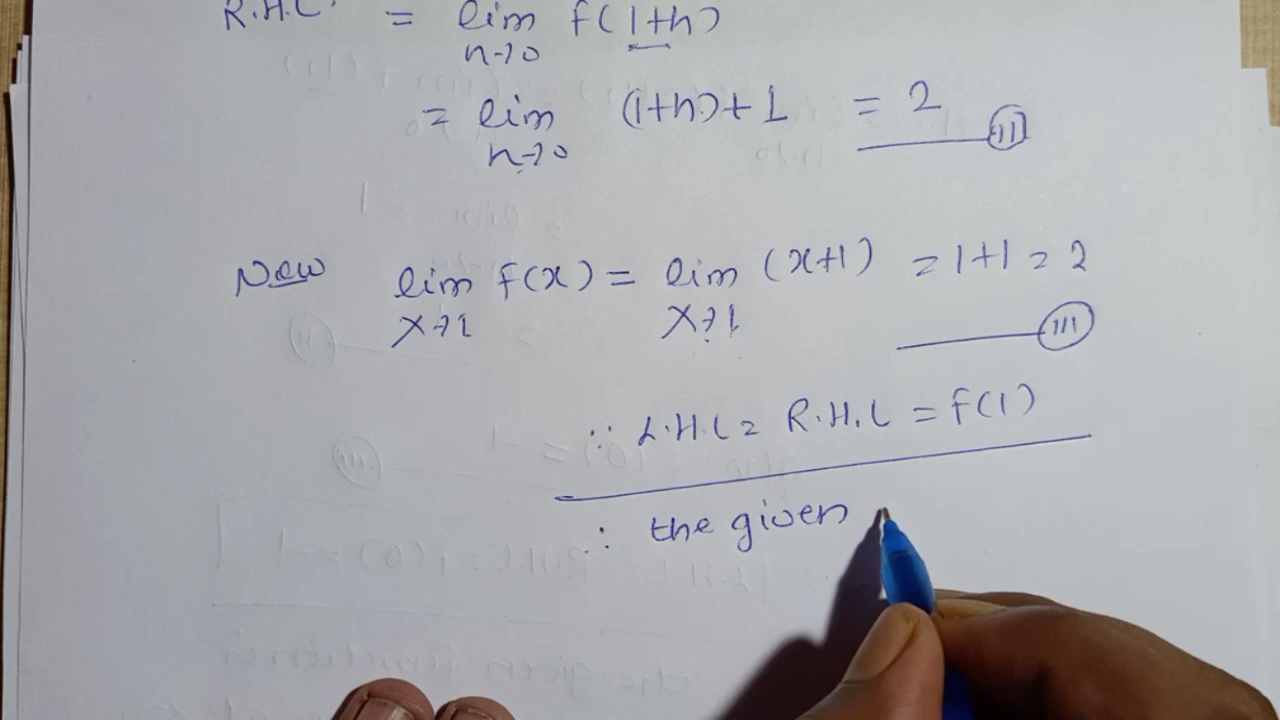 R.H.L. = lim f(1+h)
h→0
= lim (1+h)+1 = 2 (ii)
h→0
Now lim f(x) = lim (x+1) = 1+1 = 2
x→1 x→1
(iii)
∵ L.H.L = R.H.L = f(1)
∴ the given